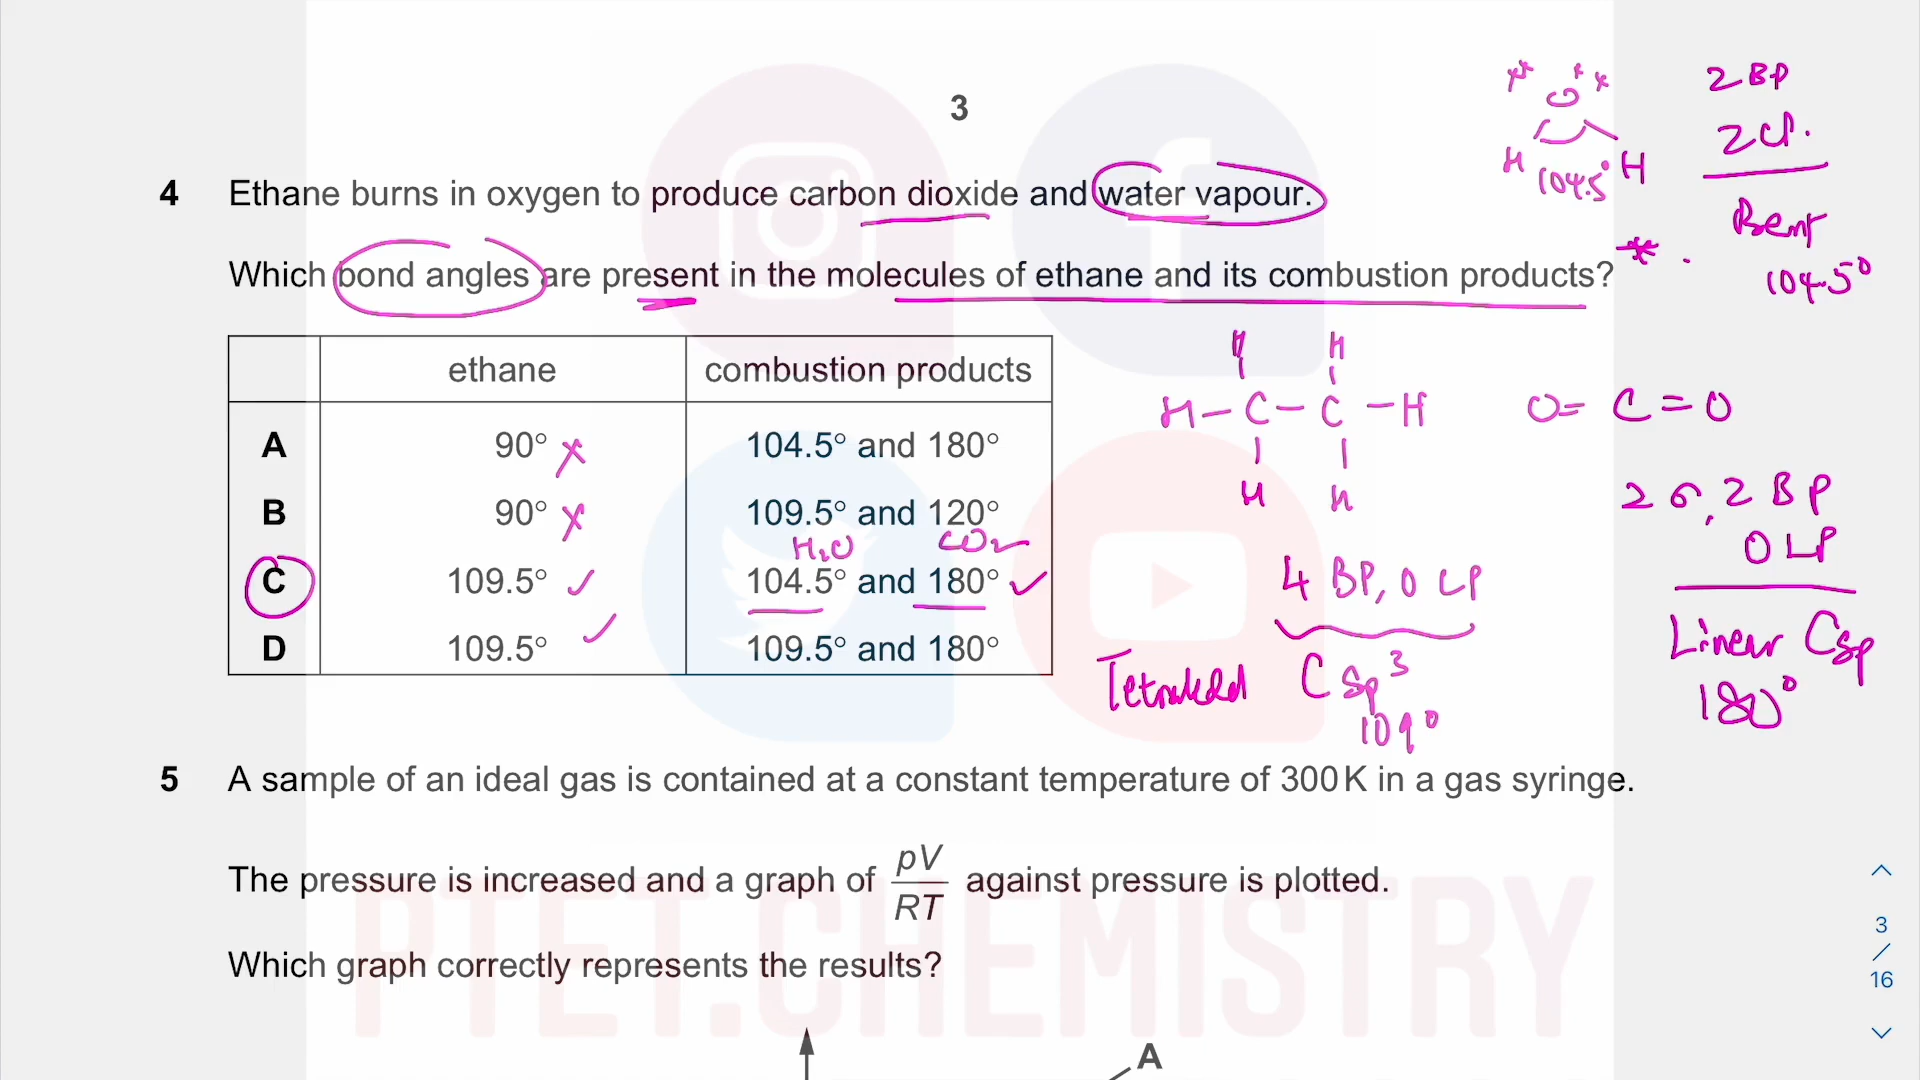 3
4 Ethane burns in oxygen to produce carbon dioxide and water vapour.
Which bond angles are present in the molecules of ethane and its combustion products?
ethane combustion products
A 90° 104.5° and 180°
B 90° 109.5° and 120°
H₂O CO₂
C 109.5° 104.5° and 180°
D 109.5° 109.5° and 180°
O
H 104.5° H
2 BP
2 LP.
Bent
104.5°
H H
H – C – C – H
H H
O = C = O
4 BP, 0 LP
Tetrahedral C sp³
109°
2 σ, 2 BP
0 LP
Linear C sp
180°
5 A sample of an ideal gas is contained at a constant temperature of 300 K in a gas syringe.
The pressure is increased and a graph of pV/RT against pressure is plotted.
Which graph correctly represents the results?
A
PTET.CHEMISTRY
3
/
16